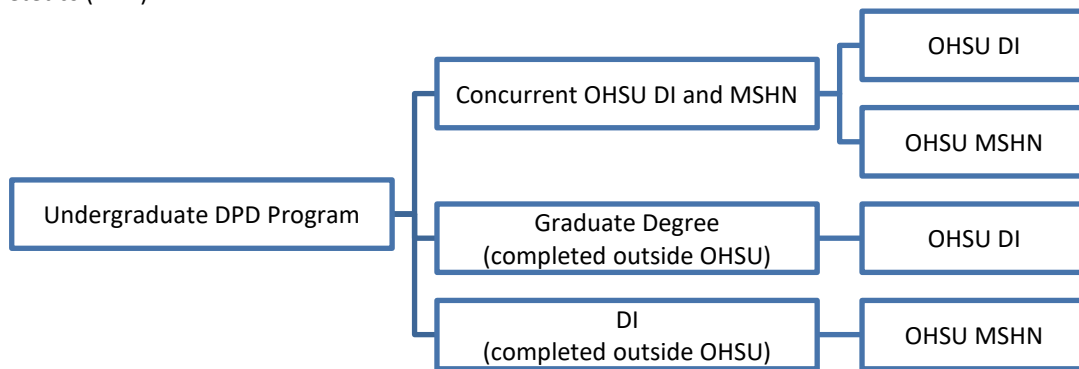 OHSU DI
Concurrent OHSU DI and MSHN
OHSU MSHN
Undergraduate DPD Program
Graduate Degree
(completed outside OHSU)
OHSU DI
DI
(completed outside OHSU)
OHSU MSHN